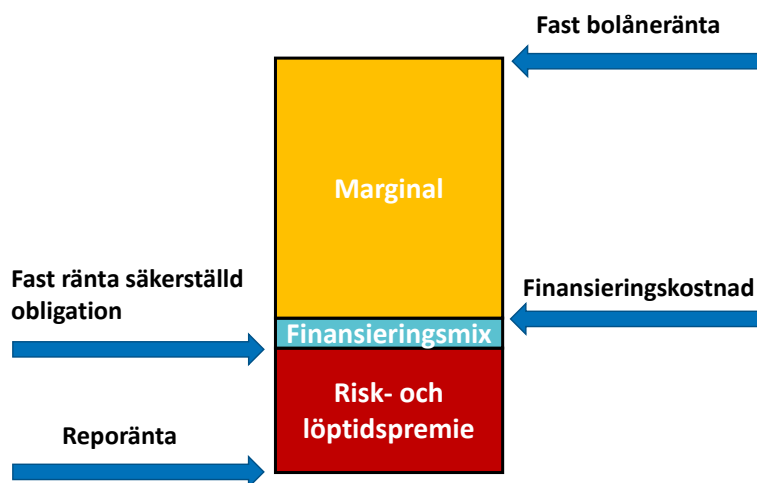 Fast bolåneränta
Marginal
Fast ränta säkerställd
obligation
Finansieringskostnad
Finansieringsmix
Risk- och
löptidspremie
Reporänta